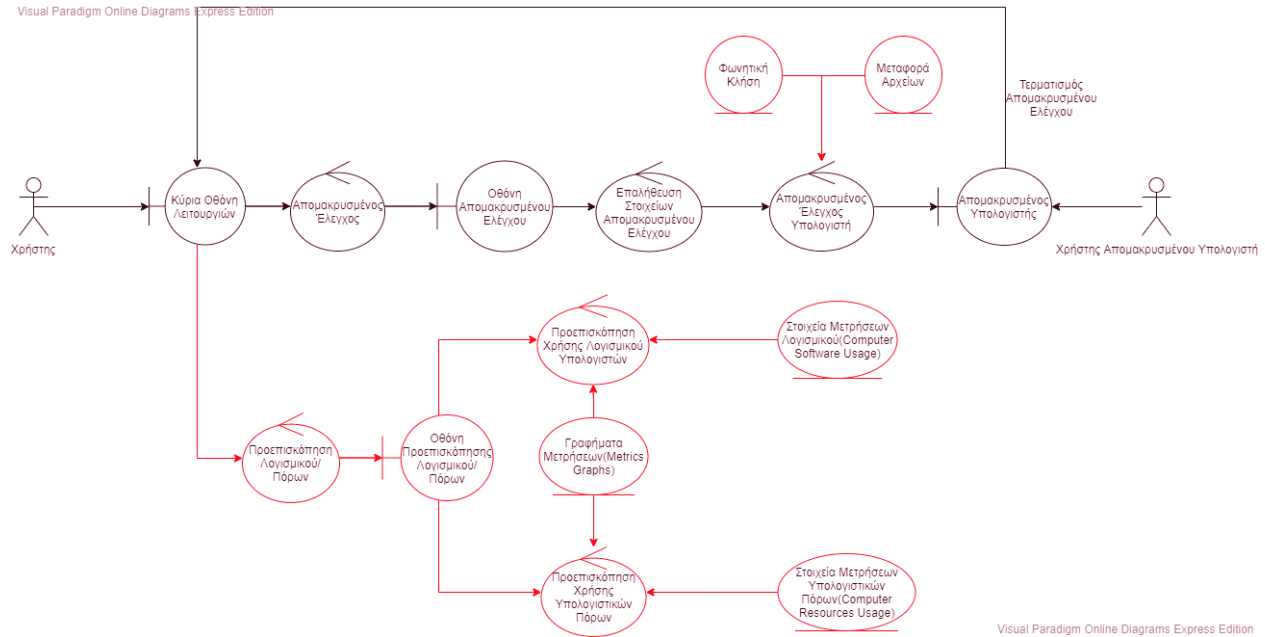 Visual Paradigm Online Diagrams Express Edition
Φωνητική
Κλήση
Μεταφορά
Αρχείων
Τερματισμός
Απομακρυσμένου
Ελέγχου
Χρήστης
Κύρια Οθόνη
Λειτουργιών
Απομακρυσμένος
Έλεγχος
Οθόνη
Απομακρυσμένου
Ελέγχου
Επαλήθευση
Στοιχείων
Απομακρυσμένου
Ελέγχου
Απομακρυσμένος
Έλεγχος
Υπολογιστή
Απομακρυσμένος
Υπολογιστής
Χρήστης Απομακρυσμένου Υπολογιστή
Προεπισκόπηση
Χρήσης Λογισμικού
Υπολογιστών
Στοιχεία Μετρήσεων
Λογισμικού(Computer
Software Usage)
Προεπισκόπηση
Λογισμικού/
Πόρων
Οθόνη
Προεπισκόπησης
Λογισμικού/
Πόρων
Γραφήματα
Μετρήσεων(Metrics
Graphs)
Προεπισκόπηση
Χρήσης
Υπολογιστικών
Πόρων
Στοιχεία Μετρήσεων
Υπολογιστικών
Πόρων(Computer
Resources Usage)
Visual Paradigm Online Diagrams Express Edition